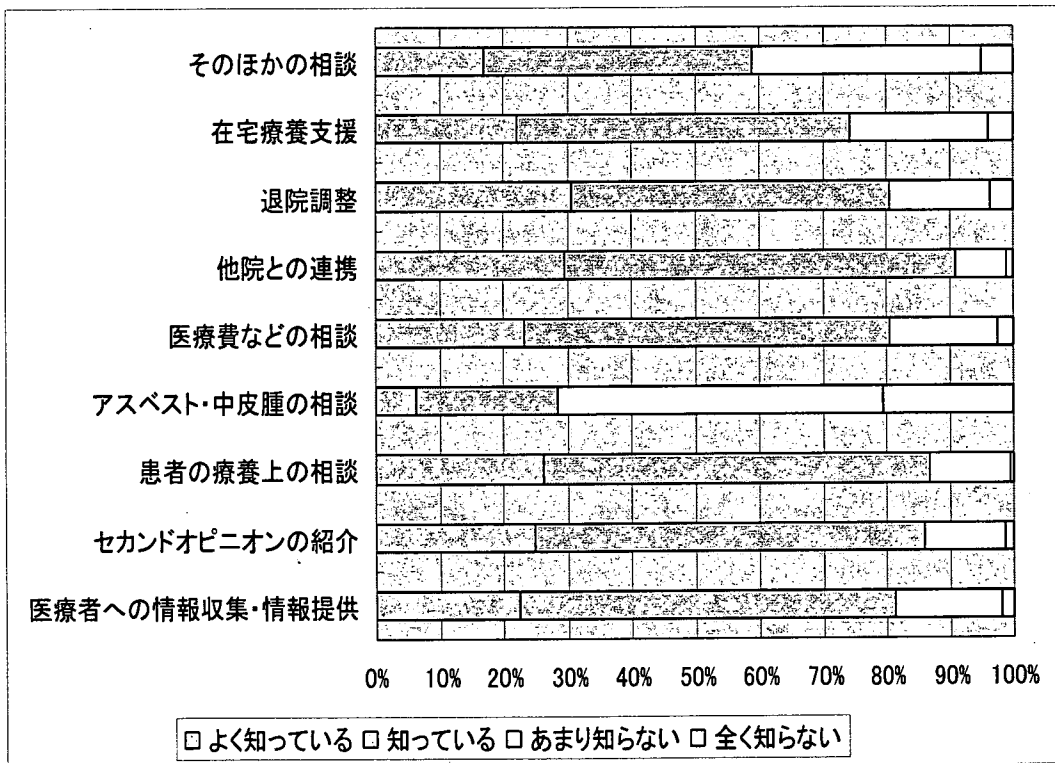 そのほかの相談
在宅療養支援
退院調整
他院との連携
医療費などの相談
アスベスト・中皮腫の相談
患者の療養上の相談
セカンドオピニオンの紹介
医療者への情報収集・情報提供
0% 10% 20% 30% 40% 50% 60% 70% 80% 90% 100%
よく知っている 知っている あまり知らない 全く知らない